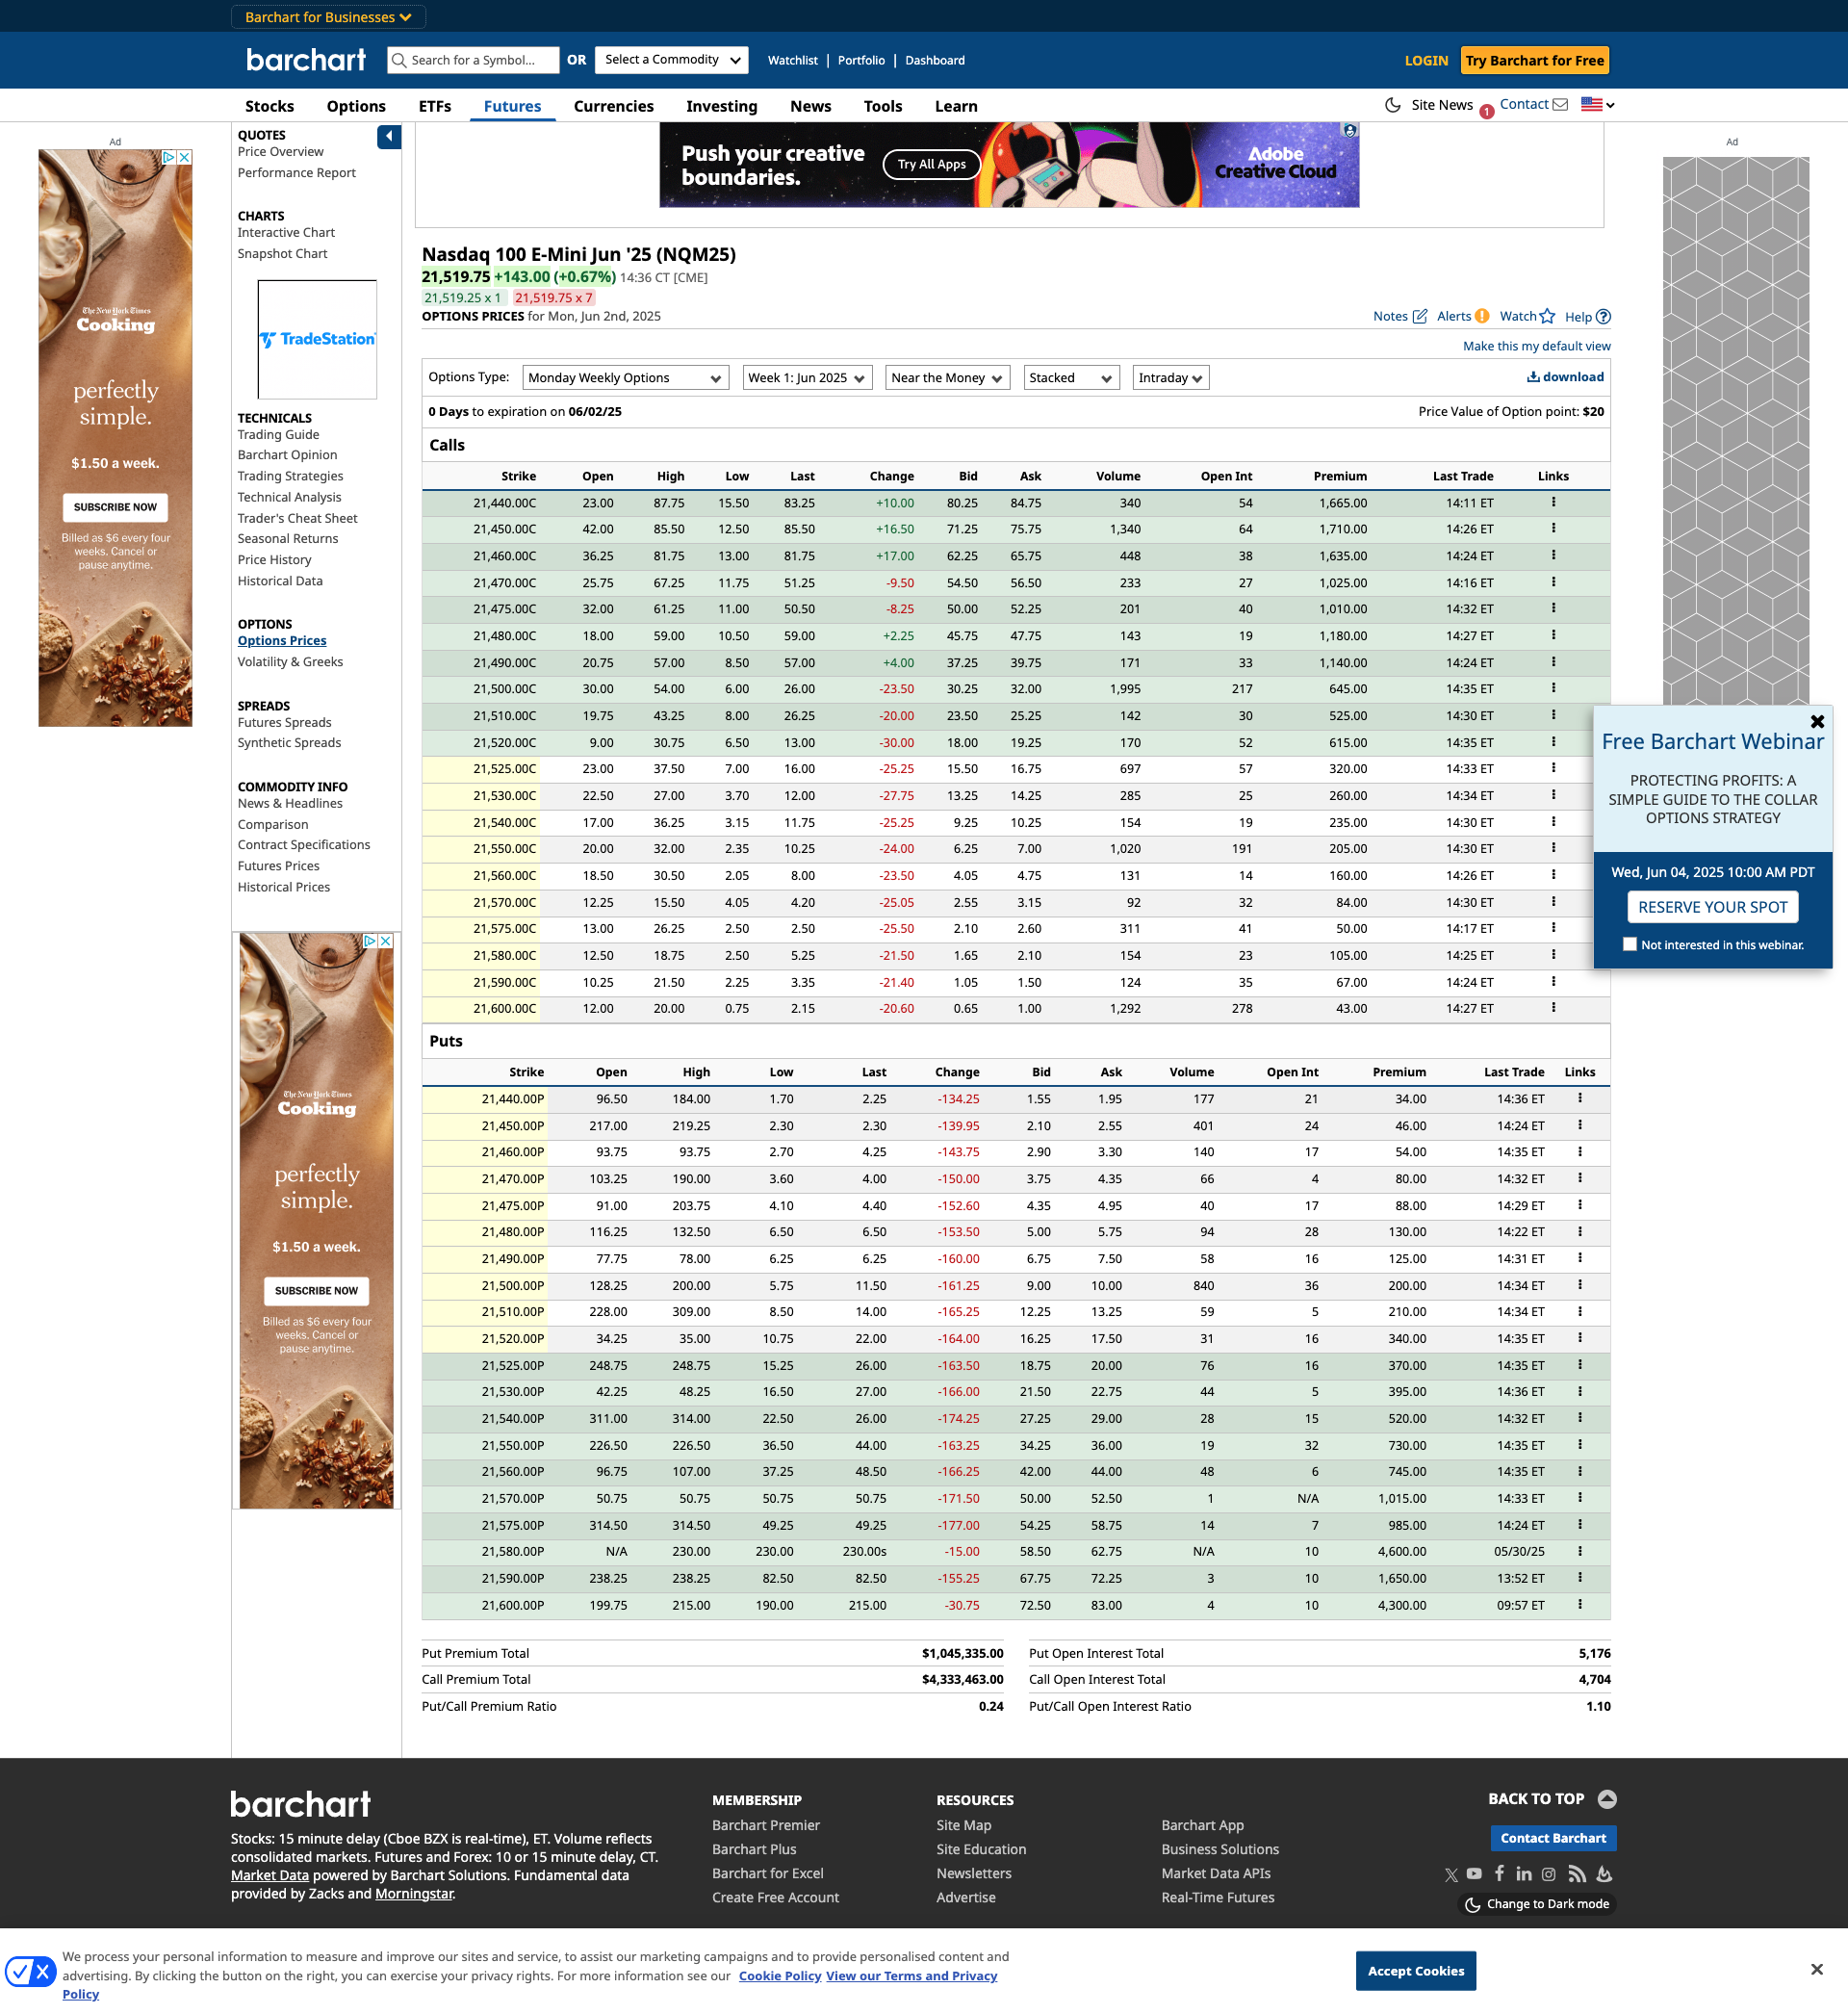 Barchart for Businesses
barchart
Search for a Symbol...
OR
Select a Commodity
Watchlist | Portfolio | Dashboard
LOGIN
Try Barchart for Free
Stocks Options ETFs Futures Currencies Investing News Tools Learn
Site News 1 Contact
Ad
The New York Times
Cooking
perfectly
simple.
$1.50 a week.
SUBSCRIBE NOW
Billed as $6 every four
weeks. Cancel or
pause anytime.
QUOTES
Price Overview
Performance Report
CHARTS
Interactive Chart
Snapshot Chart
TradeStation
TECHNICALS
Trading Guide
Barchart Opinion
Trading Strategies
Technical Analysis
Trader's Cheat Sheet
Seasonal Returns
Price History
Historical Data
OPTIONS
Options Prices
Volatility & Greeks
SPREADS
Futures Spreads
Synthetic Spreads
COMMODITY INFO
News & Headlines
Comparison
Contract Specifications
Futures Prices
Historical Prices
The New York Times
Cooking
perfectly
simple.
$1.50 a week.
SUBSCRIBE NOW
Billed as $6 every four
weeks. Cancel or
pause anytime.
Push your creative
boundaries.
Try All Apps
Adobe
Creative Cloud
Ad
Nasdaq 100 E-Mini Jun '25 (NQM25)
21,519.75 +143.00 (+0.67%) 14:36 CT [CME]
21,519.25 x 1 21,519.75 x 7
OPTIONS PRICES for Mon, Jun 2nd, 2025
Notes Alerts Watch Help
Make this my default view
Options Type: Monday Weekly Options Week 1: Jun 2025 Near the Money Stacked Intraday download
0 Days to expiration on 06/02/25 Price Value of Option point: $20
Calls
Strike Open High Low Last Change Bid Ask Volume Open Int Premium Last Trade Links
21,440.00C 23.00 87.75 15.50 83.25 +10.00 80.25 84.75 340 54 1,665.00 14:11 ET
21,450.00C 42.00 85.50 12.50 85.50 +16.50 71.25 75.75 1,340 64 1,710.00 14:26 ET
21,460.00C 36.25 81.75 13.00 81.75 +17.00 62.25 65.75 448 38 1,635.00 14:24 ET
21,470.00C 25.75 67.25 11.75 51.25 -9.50 54.50 56.50 233 27 1,025.00 14:16 ET
21,475.00C 32.00 61.25 11.00 50.50 -8.25 50.00 52.25 201 40 1,010.00 14:32 ET
21,480.00C 18.00 59.00 10.50 59.00 +2.25 45.75 47.75 143 19 1,180.00 14:27 ET
21,490.00C 20.75 57.00 8.50 57.00 +4.00 37.25 39.75 171 33 1,140.00 14:24 ET
21,500.00C 30.00 54.00 6.00 26.00 -23.50 30.25 32.00 1,995 217 645.00 14:35 ET
21,510.00C 19.75 43.25 8.00 26.25 -20.00 23.50 25.25 142 30 525.00 14:30 ET
21,520.00C 9.00 30.75 6.50 13.00 -30.00 18.00 19.25 170 52 615.00 14:35 ET
21,525.00C 23.00 37.50 7.00 16.00 -25.25 15.50 16.75 697 57 320.00 14:33 ET
21,530.00C 22.50 27.00 3.70 12.00 -27.75 13.25 14.25 285 25 260.00 14:34 ET
21,540.00C 17.00 36.25 3.15 11.75 -25.25 9.25 10.25 154 19 235.00 14:30 ET
21,550.00C 20.00 32.00 2.35 10.25 -24.00 6.25 7.00 1,020 191 205.00 14:30 ET
21,560.00C 18.50 30.50 2.05 8.00 -23.50 4.05 4.75 131 14 160.00 14:26 ET
21,570.00C 12.25 15.50 4.05 4.20 -25.05 2.55 3.15 92 32 84.00 14:30 ET
21,575.00C 13.00 26.25 2.50 2.50 -25.50 2.10 2.60 311 41 50.00 14:17 ET
21,580.00C 12.50 18.75 2.50 5.25 -21.50 1.65 2.10 154 23 105.00 14:25 ET
21,590.00C 10.25 21.50 2.25 3.35 -21.40 1.05 1.50 124 35 67.00 14:24 ET
21,600.00C 12.00 20.00 0.75 2.15 -20.60 0.65 1.00 1,292 278 43.00 14:27 ET
Puts
Strike Open High Low Last Change Bid Ask Volume Open Int Premium Last Trade Links
21,440.00P 96.50 184.00 1.70 2.25 -134.25 1.55 1.95 177 21 34.00 14:36 ET
21,450.00P 217.00 219.25 2.30 2.30 -139.95 2.10 2.55 401 24 46.00 14:24 ET
21,460.00P 93.75 93.75 2.70 4.25 -143.75 2.90 3.30 140 17 54.00 14:35 ET
21,470.00P 103.25 190.00 3.60 4.00 -150.00 3.75 4.35 66 4 80.00 14:32 ET
21,475.00P 91.00 203.75 4.10 4.40 -152.60 4.35 4.95 40 17 88.00 14:29 ET
21,480.00P 116.25 132.50 6.50 6.50 -153.50 5.00 5.75 94 28 130.00 14:22 ET
21,490.00P 77.75 78.00 6.25 6.25 -160.00 6.75 7.50 58 16 125.00 14:31 ET
21,500.00P 128.25 200.00 5.75 11.50 -161.25 9.00 10.00 840 36 200.00 14:34 ET
21,510.00P 228.00 309.00 8.50 14.00 -165.25 12.25 13.25 59 5 210.00 14:34 ET
21,520.00P 34.25 35.00 10.75 22.00 -164.00 16.25 17.50 31 16 340.00 14:35 ET
21,525.00P 248.75 248.75 15.25 26.00 -163.50 18.75 20.00 76 16 370.00 14:35 ET
21,530.00P 42.25 48.25 16.50 27.00 -166.00 21.50 22.75 44 5 395.00 14:36 ET
21,540.00P 311.00 314.00 22.50 26.00 -174.25 27.25 29.00 28 15 520.00 14:32 ET
21,550.00P 226.50 226.50 36.50 44.00 -163.25 34.25 36.00 19 32 730.00 14:35 ET
21,560.00P 96.75 107.00 37.25 48.50 -166.25 42.00 44.00 48 6 745.00 14:35 ET
21,570.00P 50.75 50.75 50.75 50.75 -171.50 50.00 52.50 1 N/A 1,015.00 14:33 ET
21,575.00P 314.50 314.50 49.25 49.25 -177.00 54.25 58.75 14 7 985.00 14:24 ET
21,580.00P N/A 230.00 230.00 230.00s -15.00 58.50 62.75 N/A 10 4,600.00 05/30/25
21,590.00P 238.25 238.25 82.50 82.50 -155.25 67.75 72.25 3 10 1,650.00 13:52 ET
21,600.00P 199.75 215.00 190.00 215.00 -30.75 72.50 83.00 4 10 4,300.00 09:57 ET
Put Premium Total $1,045,335.00 Put Open Interest Total 5,176
Call Premium Total $4,333,463.00 Call Open Interest Total 4,704
Put/Call Premium Ratio 0.24 Put/Call Open Interest Ratio 1.10
Free Barchart Webinar
PROTECTING PROFITS: A
SIMPLE GUIDE TO THE COLLAR
OPTIONS STRATEGY
Wed, Jun 04, 2025 10:00 AM PDT
RESERVE YOUR SPOT
Not interested in this webinar.
barchart
Stocks: 15 minute delay (Cboe BZX is real-time), ET. Volume reflects
consolidated markets. Futures and Forex: 10 or 15 minute delay, CT.
Market Data powered by Barchart Solutions. Fundamental data
provided by Zacks and Morningstar.
MEMBERSHIP
Barchart Premier
Barchart Plus
Barchart for Excel
Create Free Account
RESOURCES
Site Map
Site Education
Newsletters
Advertise
Barchart App
Business Solutions
Market Data APIs
Real-Time Futures
BACK TO TOP
Contact Barchart
Change to Dark mode
We process your personal information to measure and improve our sites and service, to assist our marketing campaigns and to provide personalised content and
advertising. By clicking the button on the right, you can exercise your privacy rights. For more information see our Cookie Policy View our Terms and Privacy
Policy
Accept Cookies